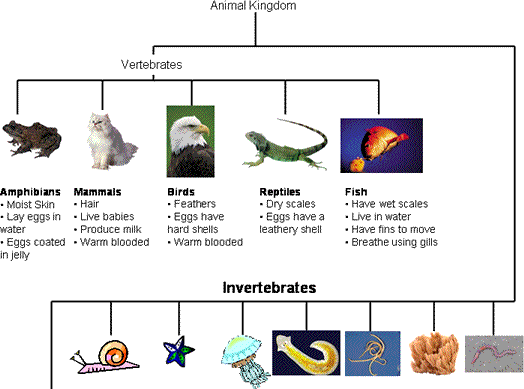 Animal Kingdom
Vertebrates
Amphibians
• Moist Skin
• Lay eggs in
water
• Eggs coated
in jelly
Mammals
• Hair
• Live babies
• Produce milk
• Warm blooded
Birds
• Feathers
• Eggs have
hard shells
• Warm blooded
Reptiles
• Dry scales
• Eggs have a
leathery shell
Fish
• Have wet scales
• Live in water
• Have fins to move
• Breathe using gills
Invertebrates